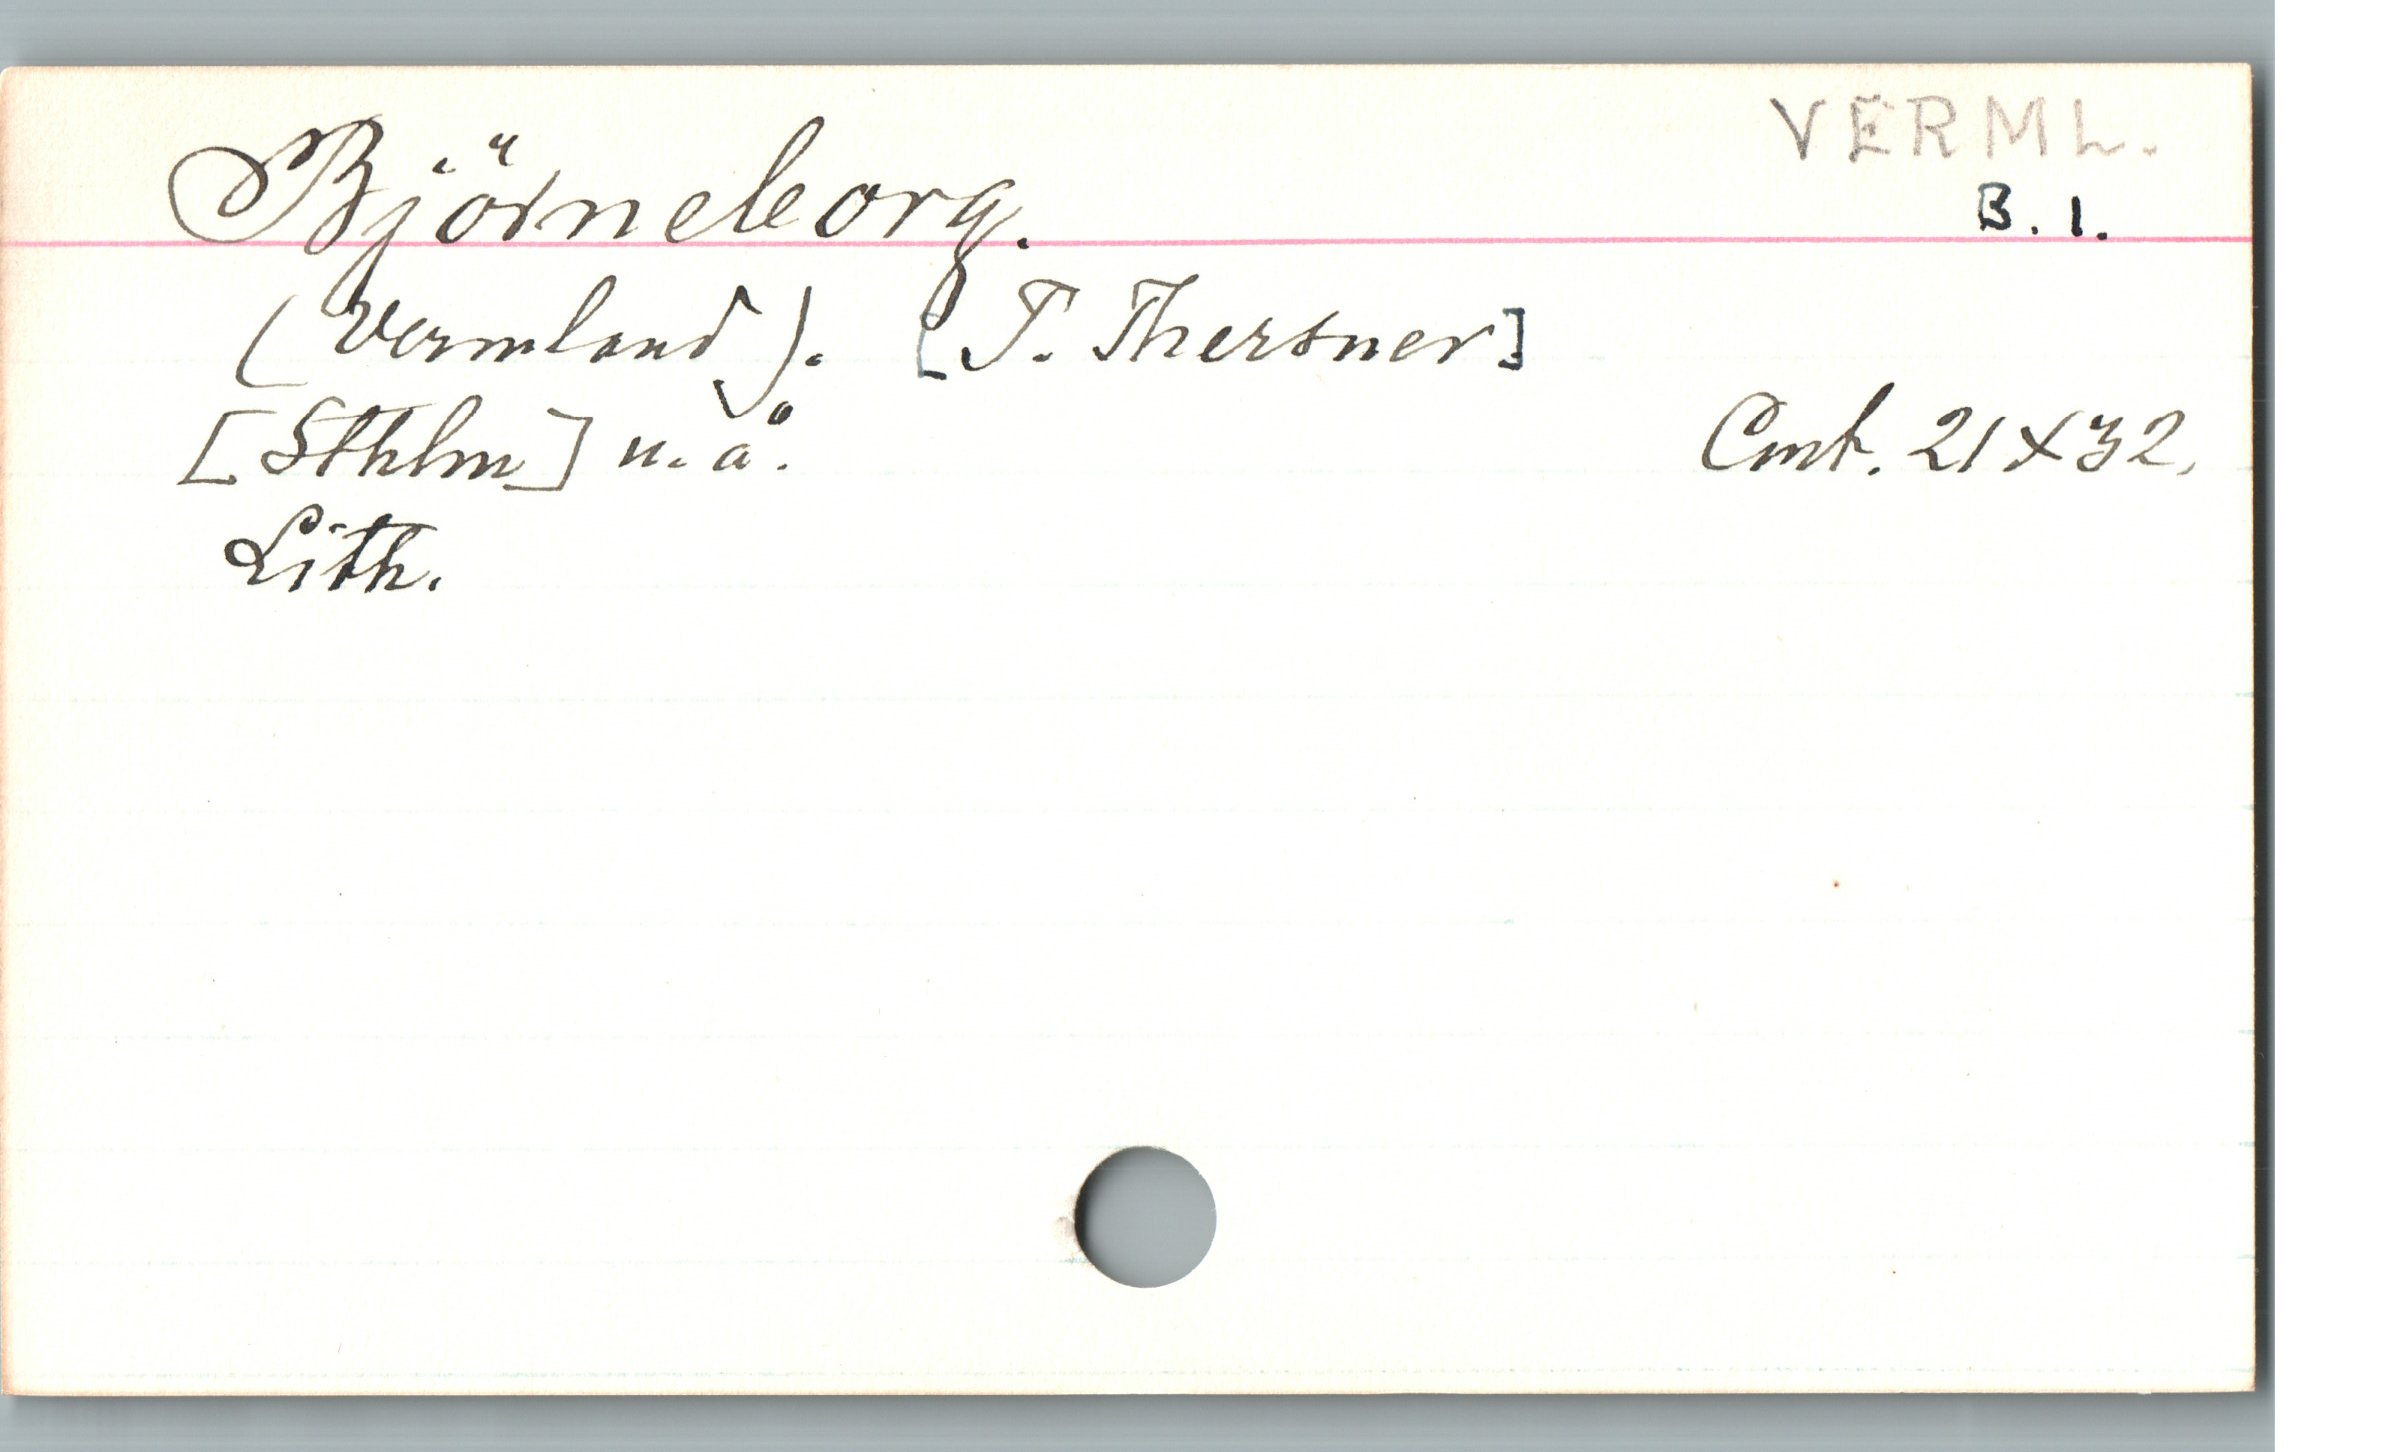 VERML.
Björneborg.
B. 1.
(Vermland). [T. Thersner]
[Sthlm] u. å.
Cmt. 21 X 32.
Lith.